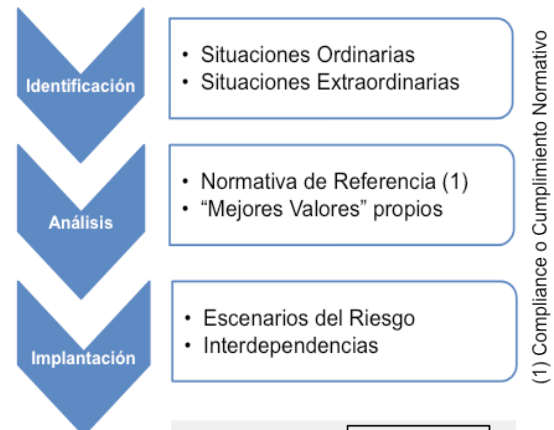 Identificación
• Situaciones Ordinarias
• Situaciones Extraordinarias
Análisis
• Normativa de Referencia (1)
• “Mejores Valores” propios
Implantación
• Escenarios del Riesgo
• Interdependencias
(1) Compliance o Cumplimiento Normativo